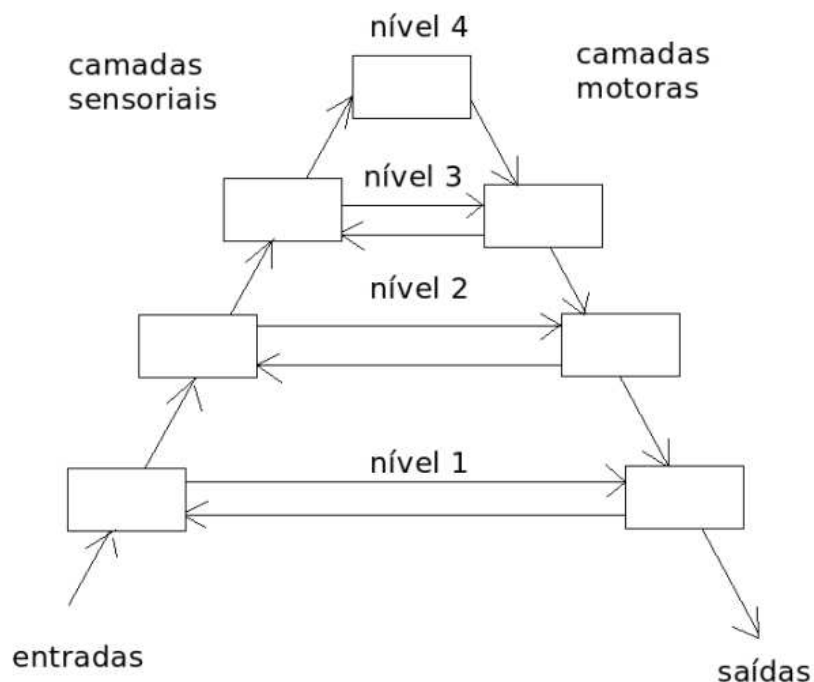 nível 4
camadas
sensoriais
camadas
motoras
nível 3
nível 2
nível 1
entradas
saídas